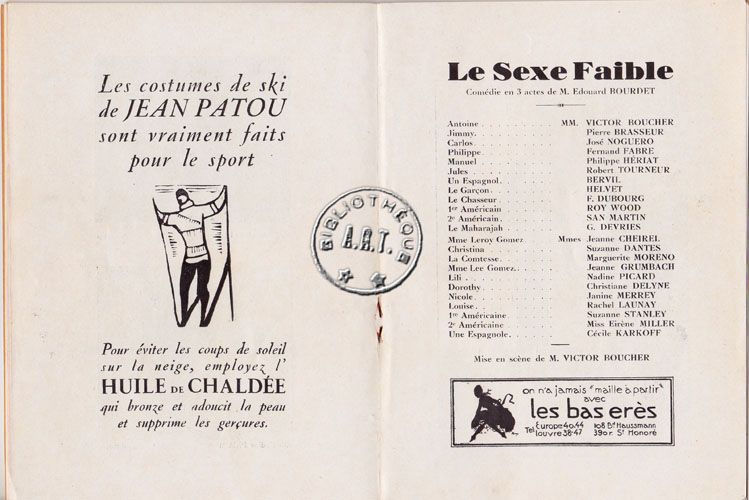 Les costumes de ski
de JEAN PATOU
sont vraiment faits
pour le sport
Pour éviter les coups de soleil
sur la neige, employez l'
HUILE DE CHALDÉE
qui bronze et adoucit la peau
et supprime les gerçures.
BIBLIOTHÈQUE
A.R.T.
Le Sexe Faible
Comédie en 3 actes de M. Edouard BOURDET
Antoine . . . . . . . . . . MM. VICTOR BOUCHER
Jimmy. . . . . . . . . . . Pierre BRASSEUR
Carlos. . . . . . . . . . . José NOGUERO
Philippe. . . . . . . . . . Fernand FABRE
Manuel . . . . . . . . . . Philippe HÉRIAT
Jules . . . . . . . . . . . Robert TOURNEUR
Un Espagnol. . . . . . . . BERVIL
Le Garçon. . . . . . . . . HELVET
Le Chasseur . . . . . . . . F. DUBOURG
1er Américain . . . . . . . ROY WOOD
2e Américain. . . . . . . . SAN MARTIN
Le Maharajah . . . . . . . G. DEVRIES
Mme Leroy Gomez . . . . . Mmes Jeanne CHEIREL
Christina . . . . . . . . . Suzanne DANTES
La Comtesse. . . . . . . . Marguerite MORENO
Mme Lee Gomez. . . . . . . Jeanne GRUMBACH
Lili . . . . . . . . . . . Nadine PICARD
Dorothy . . . . . . . . . . Christiane DELYNE
Nicole. . . . . . . . . . . Janine MERREY
Louise. . . . . . . . . . . Rachel LAUNAY
1re Américaine . . . . . . Suzanne STANLEY
2e Américaine . . . . . . . Miss Eirène MILLER
Une Espagnole. . . . . . . Cécile KARKOFF
Mise en scène de M. VICTOR BOUCHER
on n'a jamais "maille à partir"
avec
les bas erès
Tel. Europe 40.44 108 Bd Haussmann
louvre 38-47 390r. St Honoré